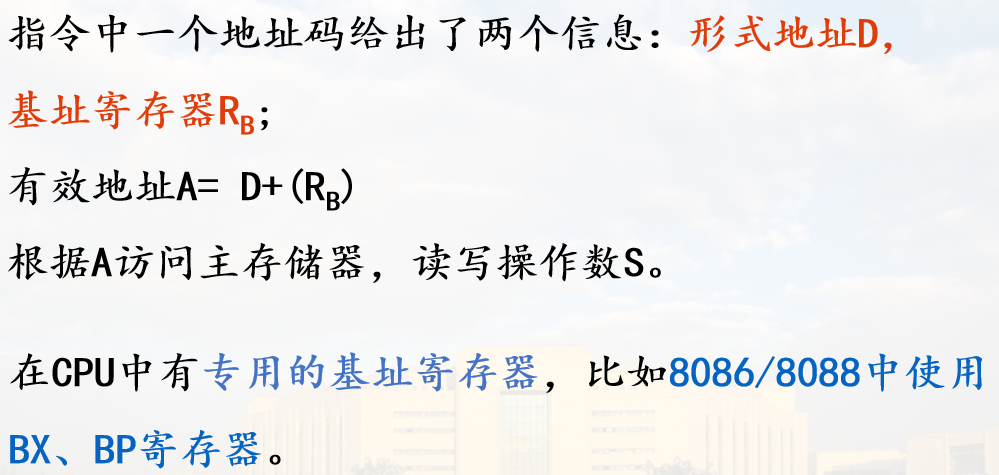 指令中一个地址码给出了两个信息：形式地址D，
基址寄存器RB；
有效地址A= D+(RB)
根据A访问主存储器，读写操作数S。
在CPU中有专用的基址寄存器，比如8086/8088中使用
BX、BP寄存器。